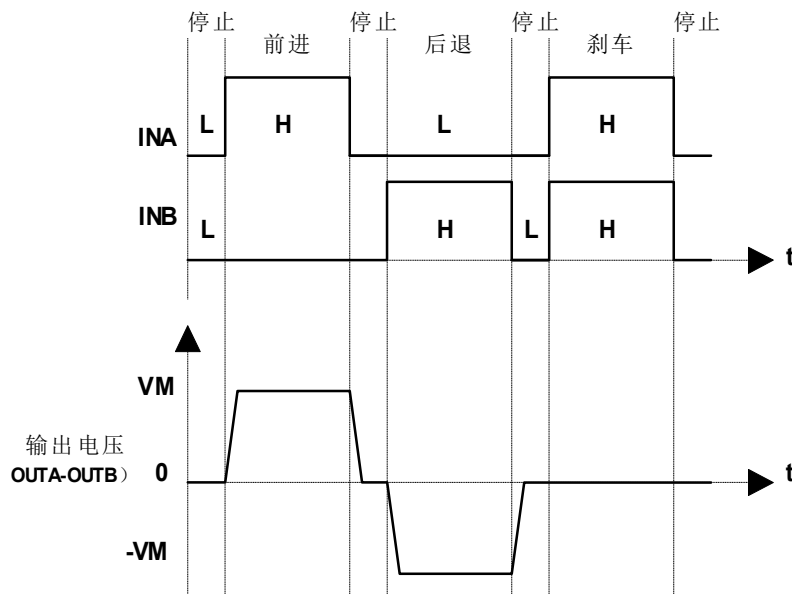 停止 停止 停止 停止
前进 后退 刹车
INA L H L H
INB L H L H
t
VM
输出电压
OUTA-OUTB） 0 t
-VM